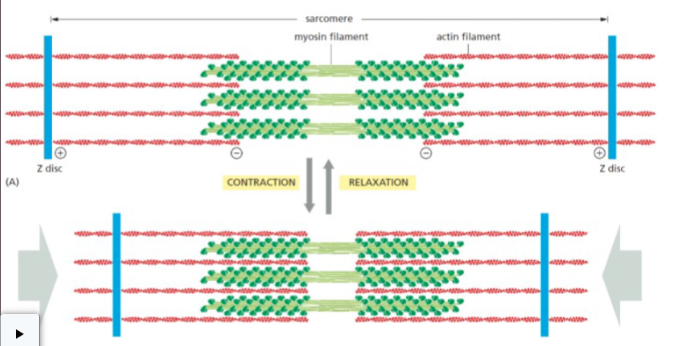 sarcomere
myosin filament
actin filament
+
−
−
+
Z disc
Z disc
(A)
CONTRACTION
RELAXATION